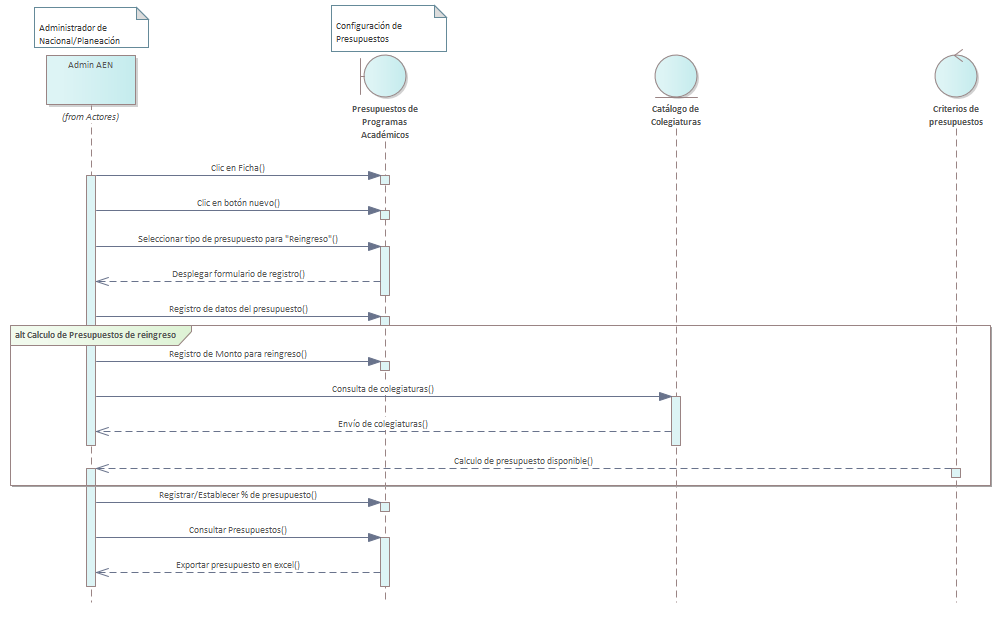 Administrador de
Nacional/Planeación
Configuración de
Presupuestos
Admin AEN
(from Actores)
Presupuestos de
Programas
Académicos
Catálogo de
Colegiaturas
Criterios de
presupuestos
Clic en Ficha()
Clic en botón nuevo()
Seleccionar tipo de presupuesto para "Reingreso"()
Desplegar formulario de registro()
Registro de datos del presupuesto()
alt Calculo de Presupuestos de reingreso
Registro de Monto para reingreso()
Consulta de colegiaturas()
Envío de colegiaturas()
Calculo de presupuesto disponible()
Registrar/Establecer % de presupuesto()
Consultar Presupuestos()
Exportar presupuesto en excel()